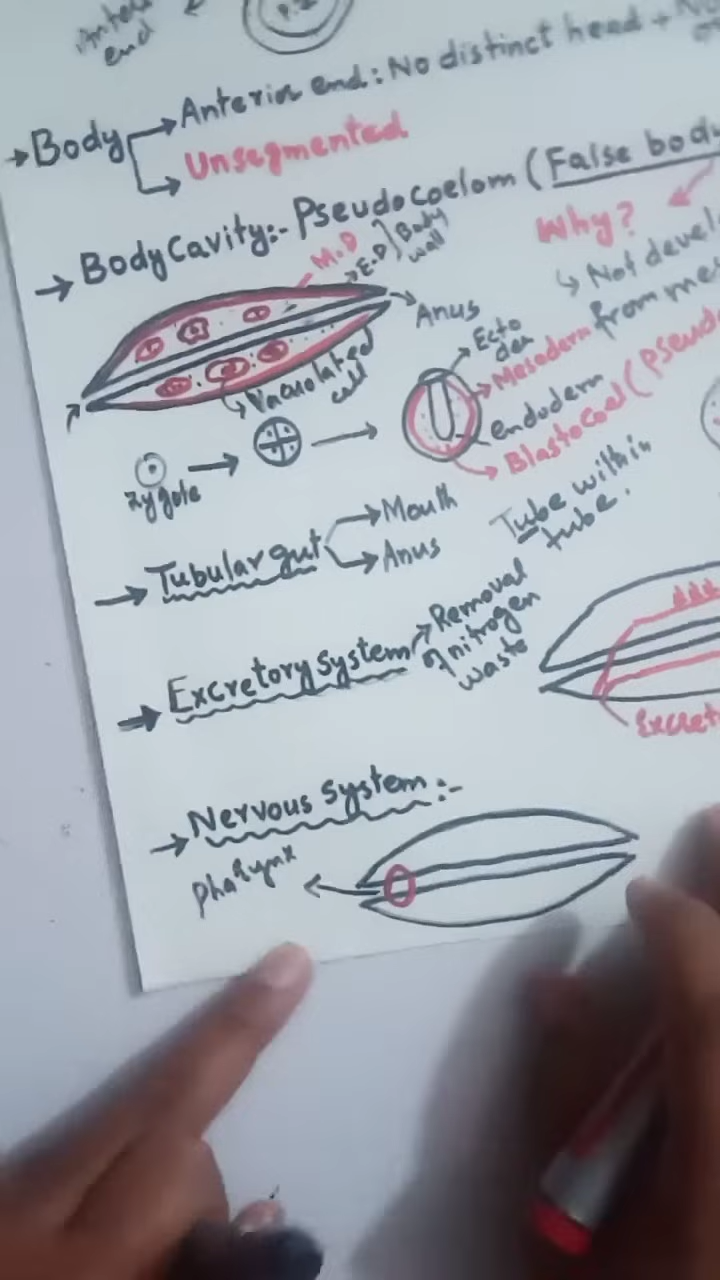 end
→ Body → Anterior end: No distinct head +
→ Unsegmented
→ Body Cavity:- Pseudocoelom (False body
M.D
E.D } Body wall
Why?
↳ Not devel
from mes
Anus
Vacuolated cell
Ecto der
Mesoderm
endoderm
Blastocoel (Pseudo
zygote
→ Tubular gut → Mouth
→ Anus
Tube within tube.
→ Excretory system → Removal of nitrogen waste
Excret
→ Nervous system:-
Pharynx